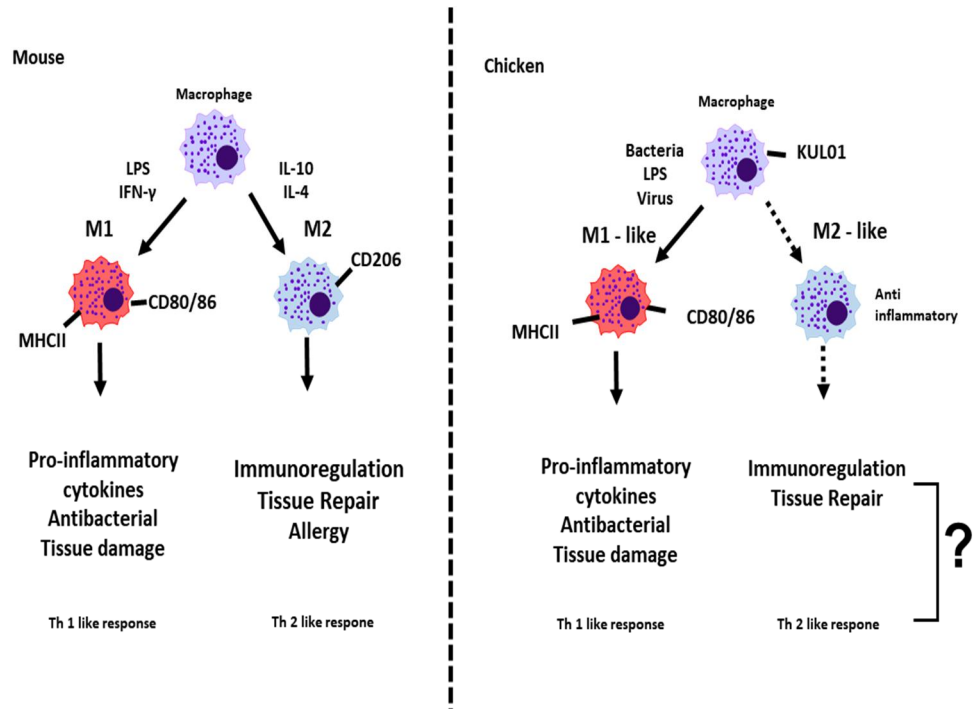 Mouse
Macrophage
LPS
IFN-γ
IL-10
IL-4
M1
M2
CD206
CD80/86
MHCII
Pro-inflammatory
cytokines
Antibacterial
Tissue damage
Immunoregulation
Tissue Repair
Allergy
Th 1 like response
Th 2 like respone
Chicken
Macrophage
KUL01
Bacteria
LPS
Virus
M1 - like
M2 - like
Anti
inflammatory
MHCII
CD80/86
Pro-inflammatory
cytokines
Antibacterial
Tissue damage
Immunoregulation
Tissue Repair
?
Th 1 like response
Th 2 like respone